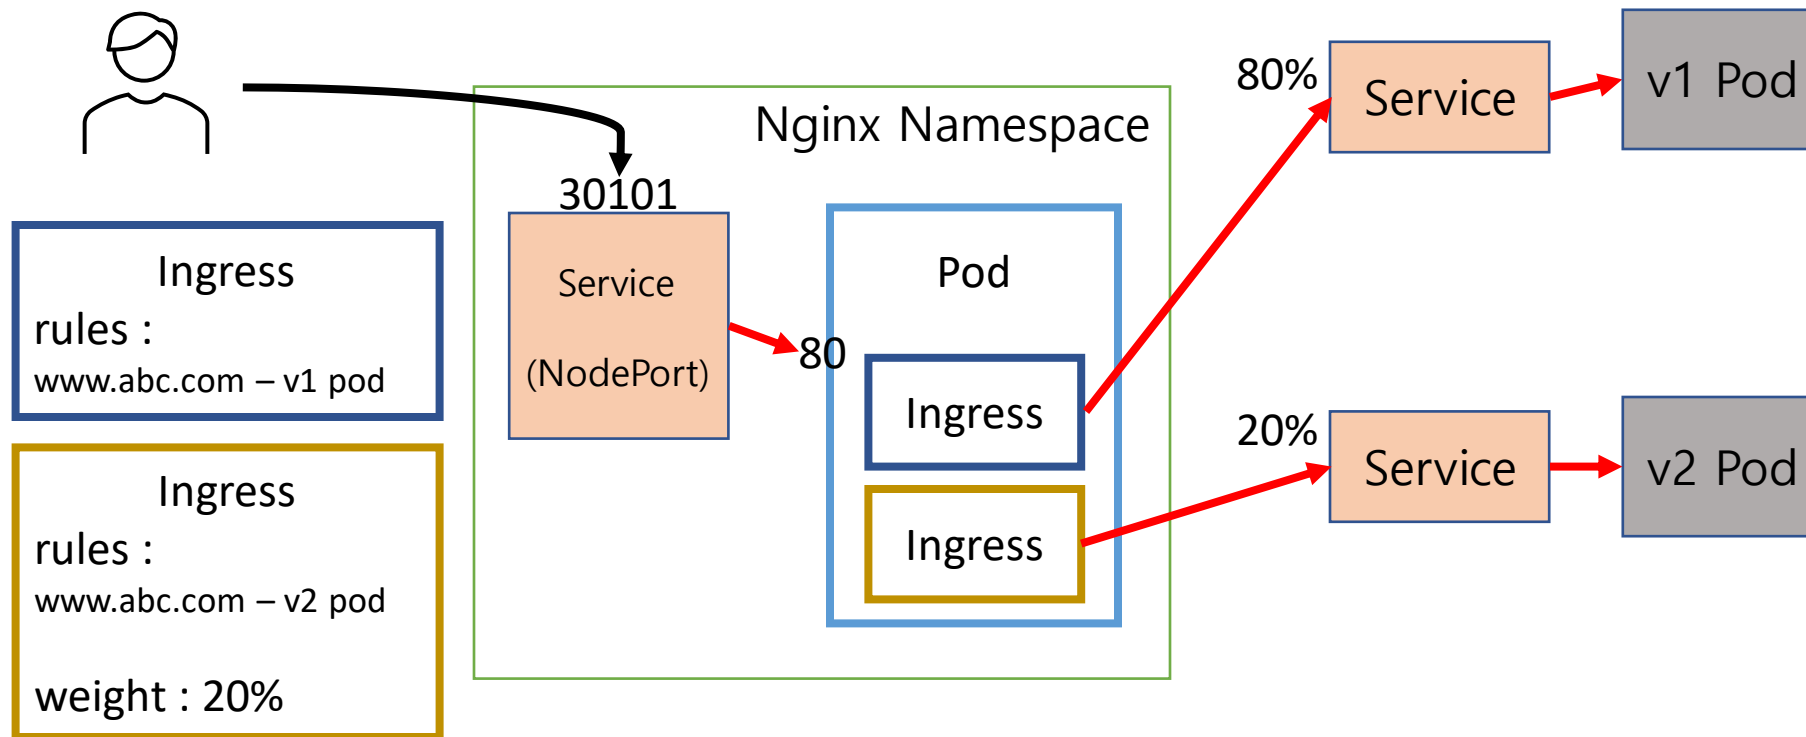 Nginx Namespace
30101
Service
(NodePort)
80
Pod
Ingress
Ingress
80%
Service
v1 Pod
20%
Service
v2 Pod
Ingress
rules :
www.abc.com – v1 pod
Ingress
rules :
www.abc.com – v2 pod
weight : 20%